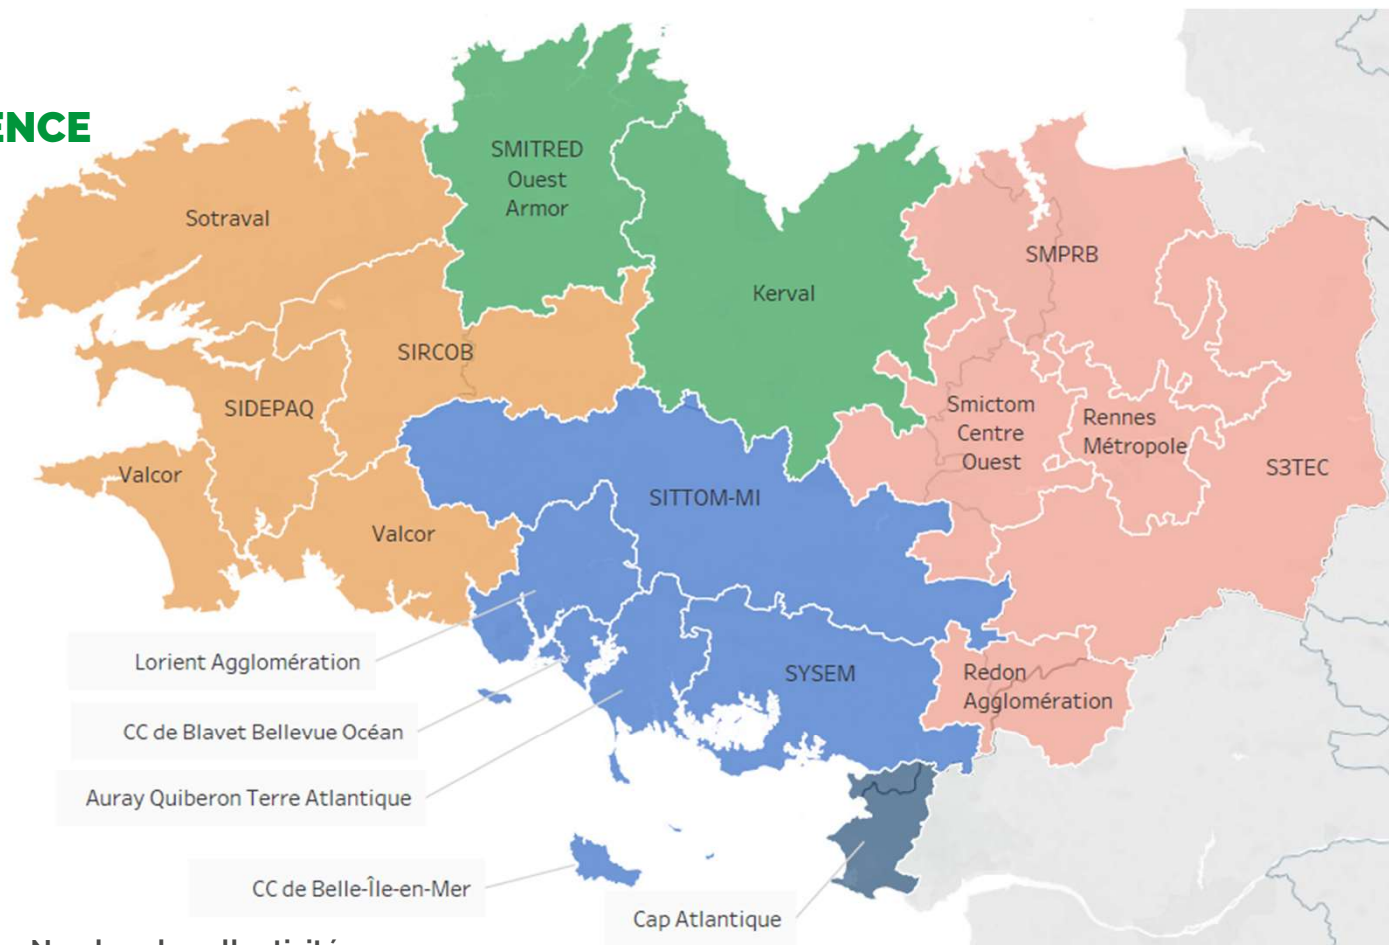 ENCE
SMITRED
Ouest
Armor
Sotraval
SMPRB
Kerval
SIRCOB
SIDEPAQ
Smictom
Centre
Ouest
Rennes
Métropole
S3TEC
Valcor
SITTOM-MI
Valcor
Lorient Agglomération
SYSEM
Redon
Agglomération
CC de Blavet Bellevue Océan
Auray Quiberon Terre Atlantique
CC de Belle-Île-en-Mer
Cap Atlantique